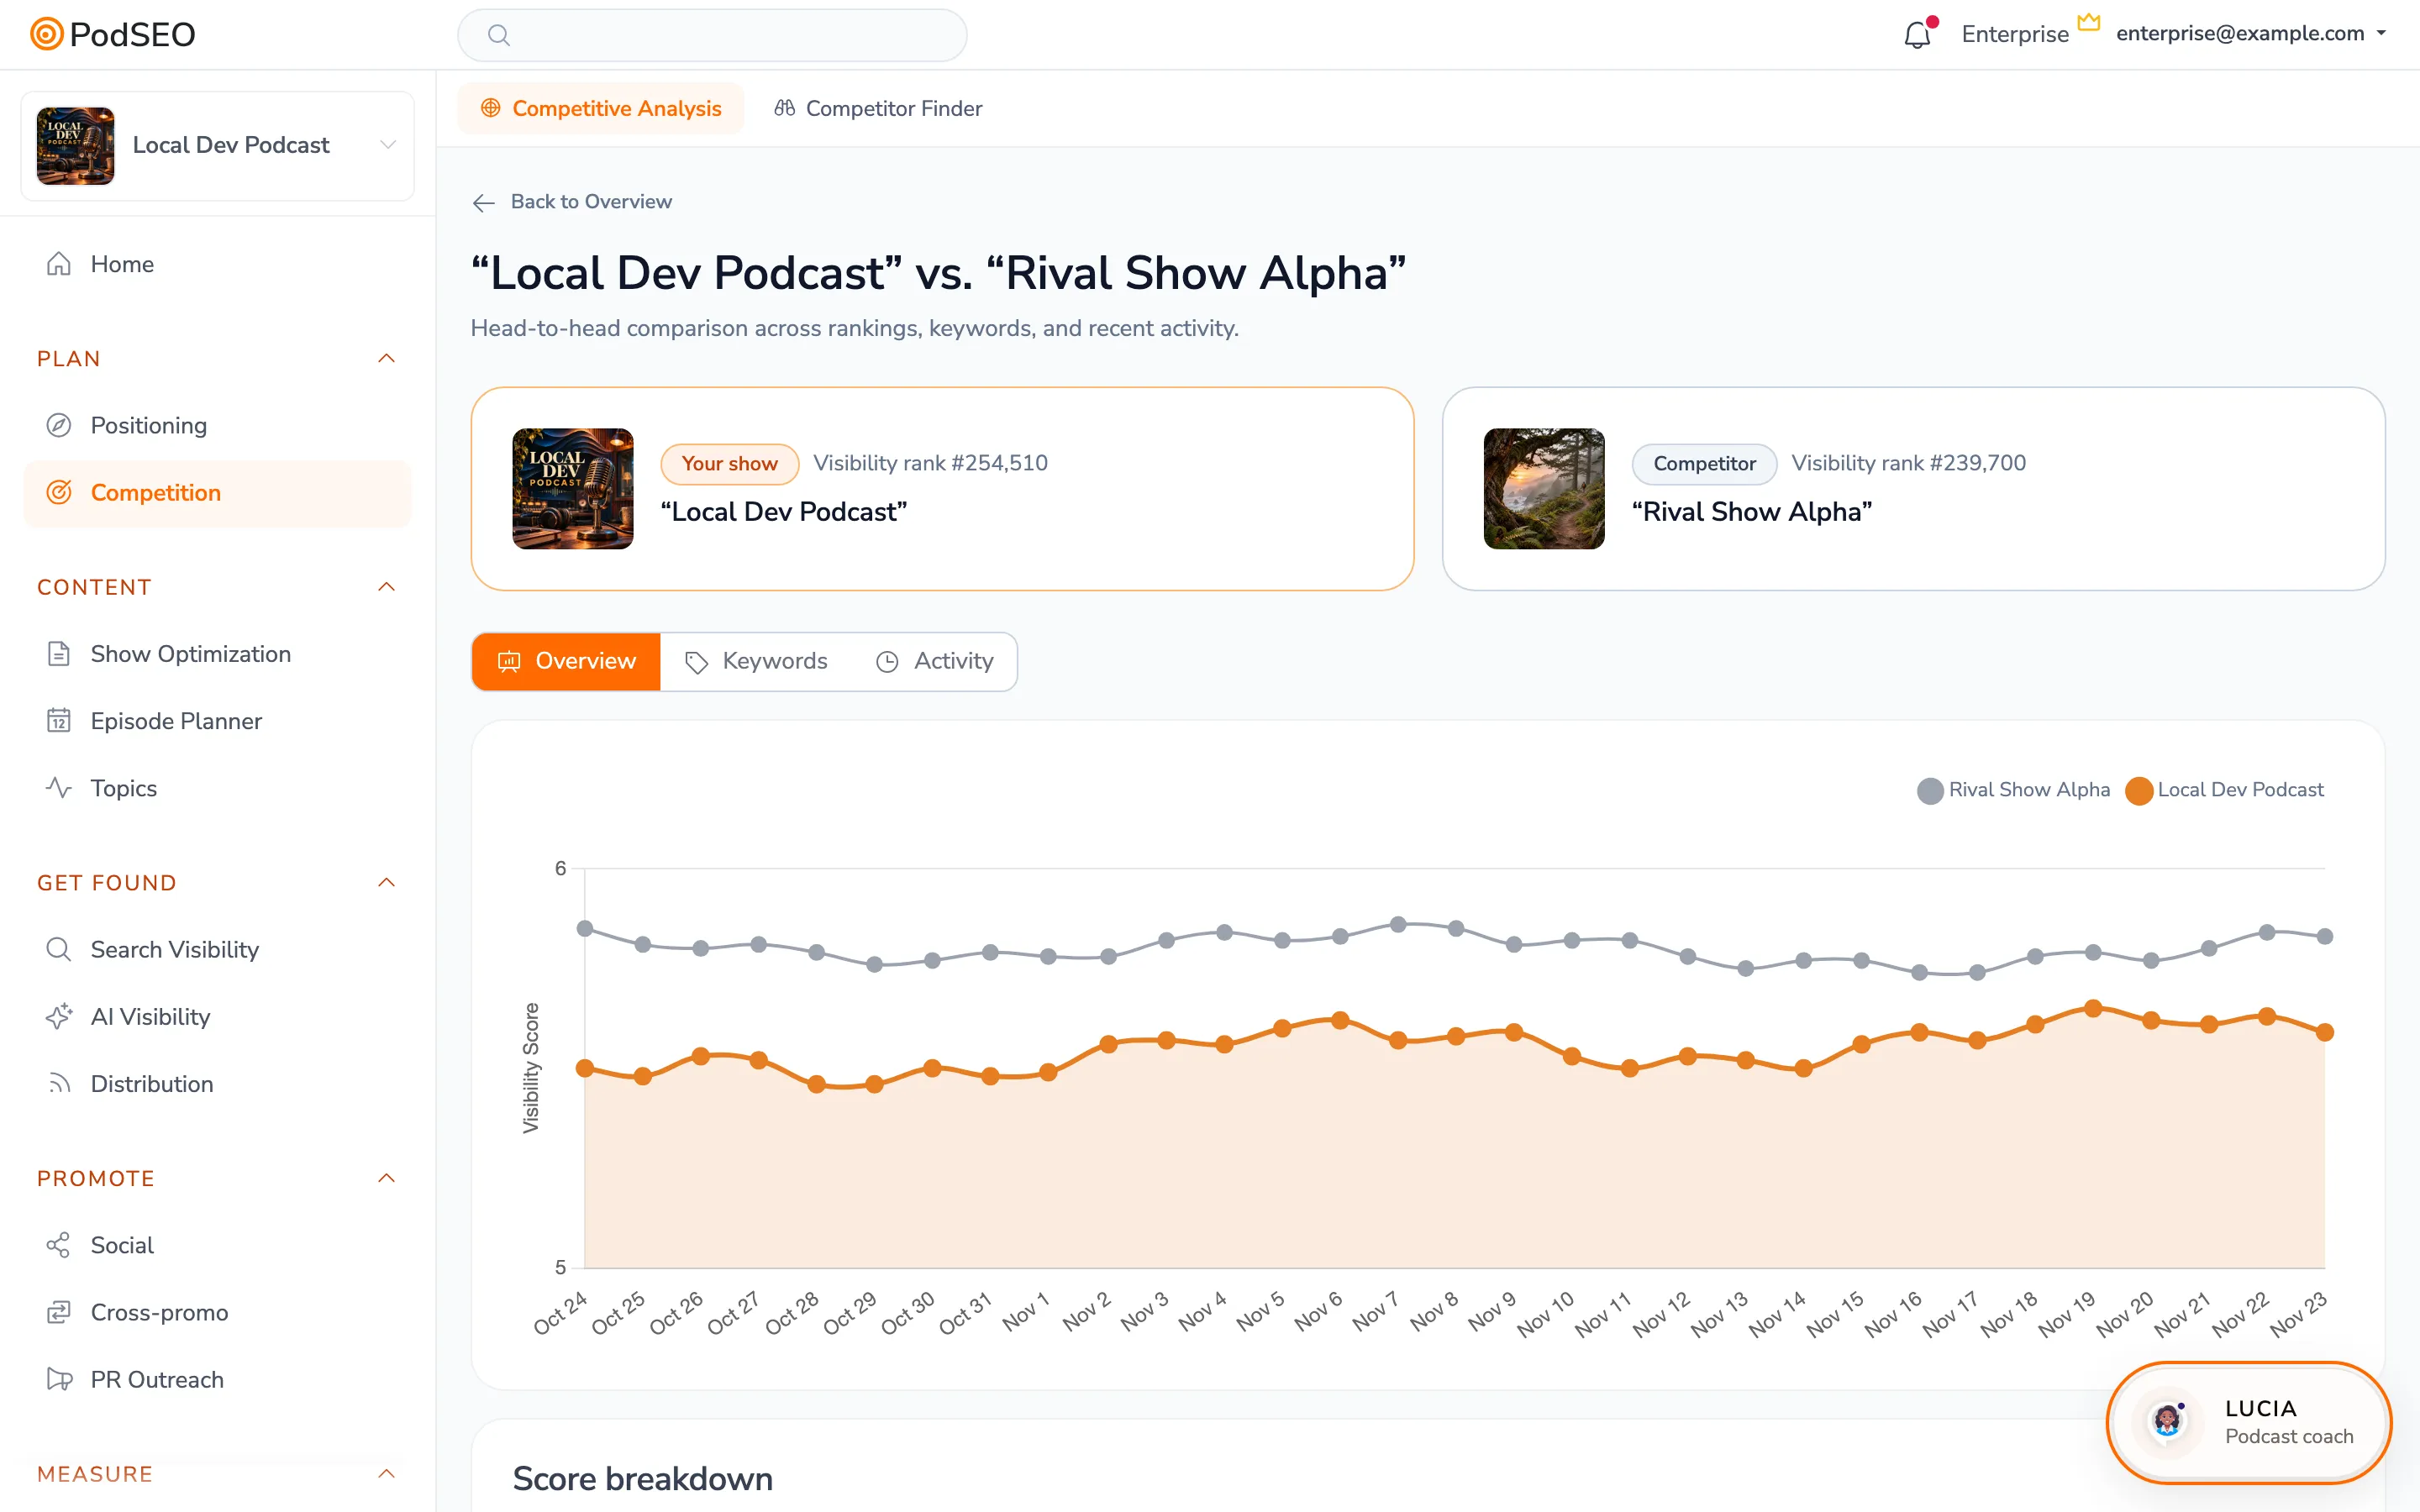 PodSEO
Enterprise
enterprise@example.com
LOCAL
DEV
PODCAST
Local Dev Podcast
Home
PLAN
Positioning
Competition
CONTENT
Show Optimization
12
Episode Planner
Topics
GET FOUND
Search Visibility
AI Visibility
Distribution
PROMOTE
Social
Cross-promo
PR Outreach
MEASURE
Competitive Analysis
Competitor Finder
Back to Overview
“Local Dev Podcast” vs. “Rival Show Alpha”
Head-to-head comparison across rankings, keywords, and recent activity.
LOCAL
DEV
PODCAST
Your show
Visibility rank #254,510
“Local Dev Podcast”
Competitor
Visibility rank #239,700
“Rival Show Alpha”
Overview
Keywords
Activity
Rival Show Alpha
Local Dev Podcast
6
Visibility Score
5
Oct 24
Oct 25
Oct 26
Oct 27
Oct 28
Oct 29
Oct 30
Oct 31
Nov 1
Nov 2
Nov 3
Nov 4
Nov 5
Nov 6
Nov 7
Nov 8
Nov 9
Nov 10
Nov 11
Nov 12
Nov 13
Nov 14
Nov 15
Nov 16
Nov 17
Nov 18
Nov 19
Nov 20
Nov 21
Nov 22
Nov 23
LUCIA
Podcast coach
Score breakdown